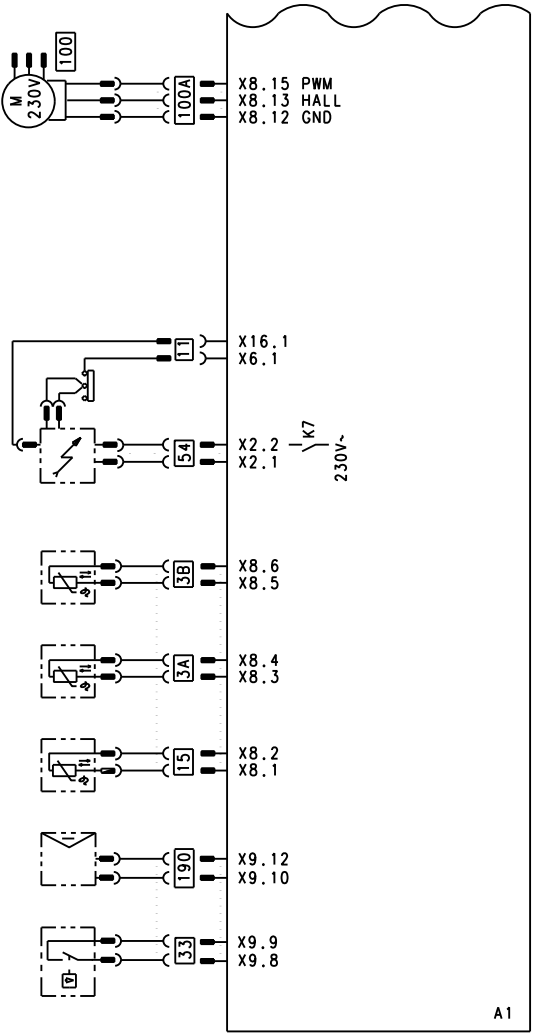 100
M
230V
100A
X8.15 PWM
X8.13 HALL
X8.12 GND
11
X16.1
X6.1
54
X2.2
X2.1
K7
230V~
3B
X8.6
X8.5
3A
X8.4
X8.3
15
X8.2
X8.1
190
X9.12
X9.10
33
X9.9
X9.8
A1